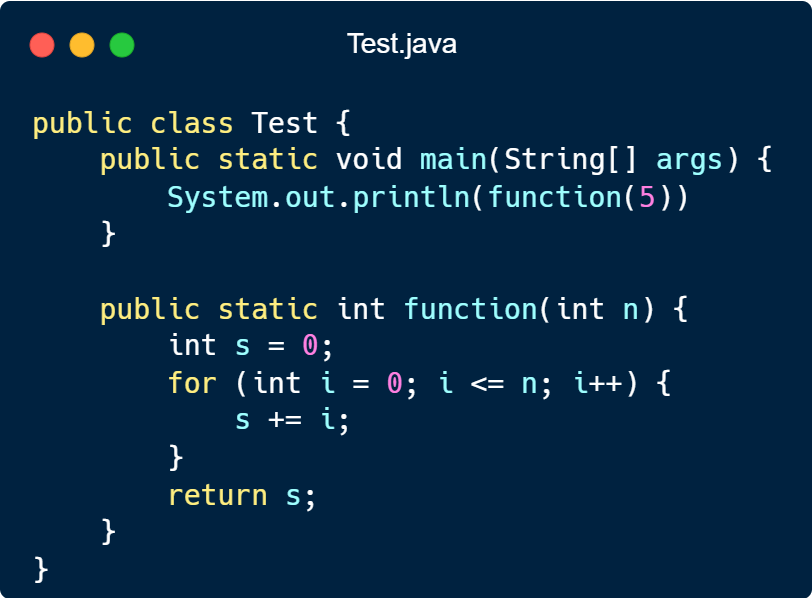 Test.java
public class Test {
    public static void main(String[] args) {
        System.out.println(function(5))
    }

    public static int function(int n) {
        int s = 0;
        for (int i = 0; i <= n; i++) {
            s += i;
        }
        return s;
    }
}